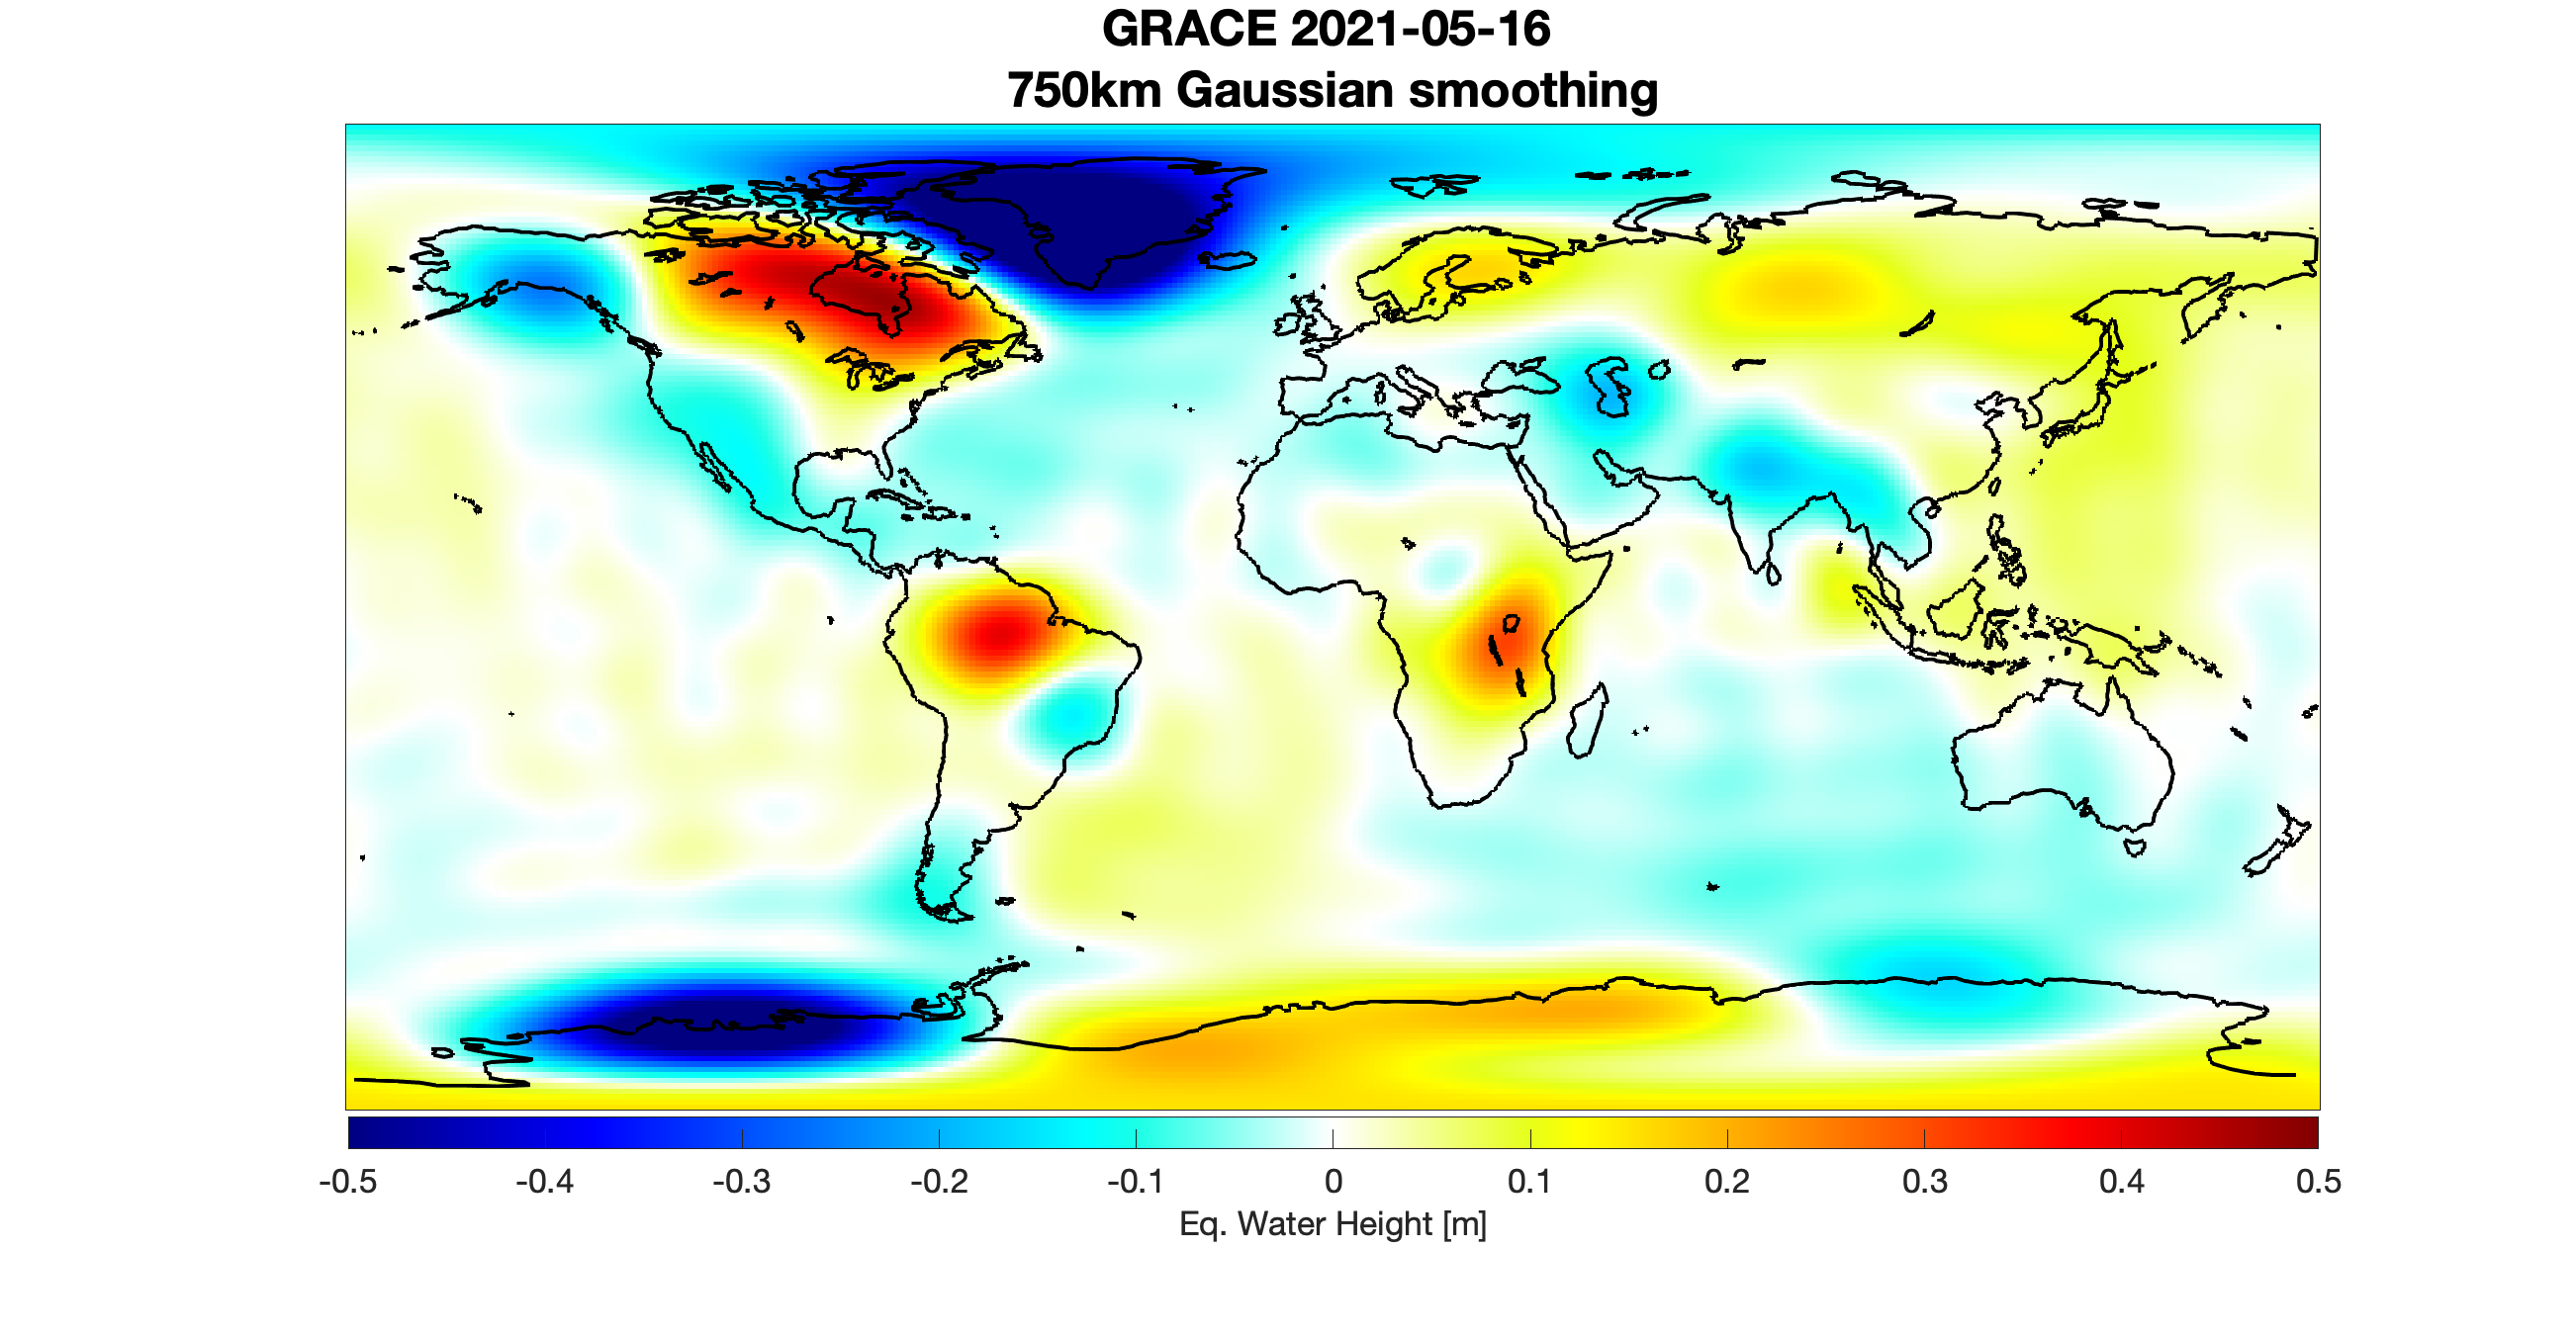 GRACE 2021-05-16
750km Gaussian smoothing
-0.5 -0.4 -0.3 -0.2 -0.1 0 0.1 0.2 0.3 0.4 0.5
Eq. Water Height [m]